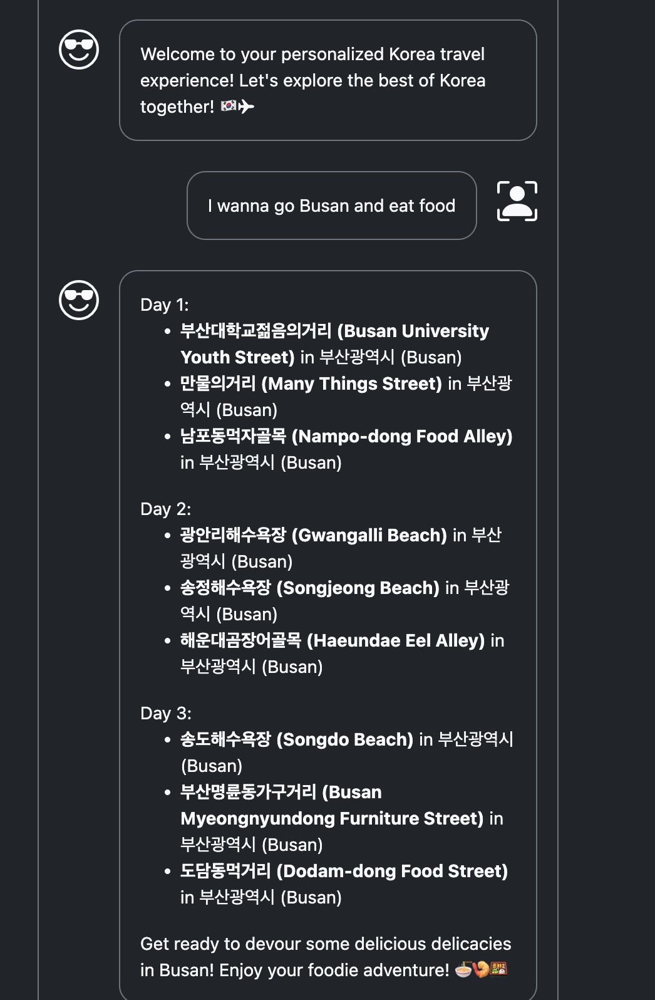 Welcome to your personalized Korea travel
experience! Let's explore the best of Korea
together! 🇰🇷✈
I wanna go Busan and eat food
Day 1:
• 부산대학교젊음의거리 (Busan University
Youth Street) in 부산광역시 (Busan)
• 만물의거리 (Many Things Street) in 부산광
역시 (Busan)
• 남포동먹자골목 (Nampo-dong Food Alley)
in 부산광역시 (Busan)
Day 2:
• 광안리해수욕장 (Gwangalli Beach) in 부산
광역시 (Busan)
• 송정해수욕장 (Songjeong Beach) in 부산광
역시 (Busan)
• 해운대곰장어골목 (Haeundae Eel Alley) in
부산광역시 (Busan)
Day 3:
• 송도해수욕장 (Songdo Beach) in 부산광역시
(Busan)
• 부산명륜동가구거리 (Busan
Myeongnyundong Furniture Street) in
부산광역시 (Busan)
• 도담동먹거리 (Dodam-dong Food Street)
in 부산광역시 (Busan)
Get ready to devour some delicious delicacies
in Busan! Enjoy your foodie adventure! 🍜🍤🍱